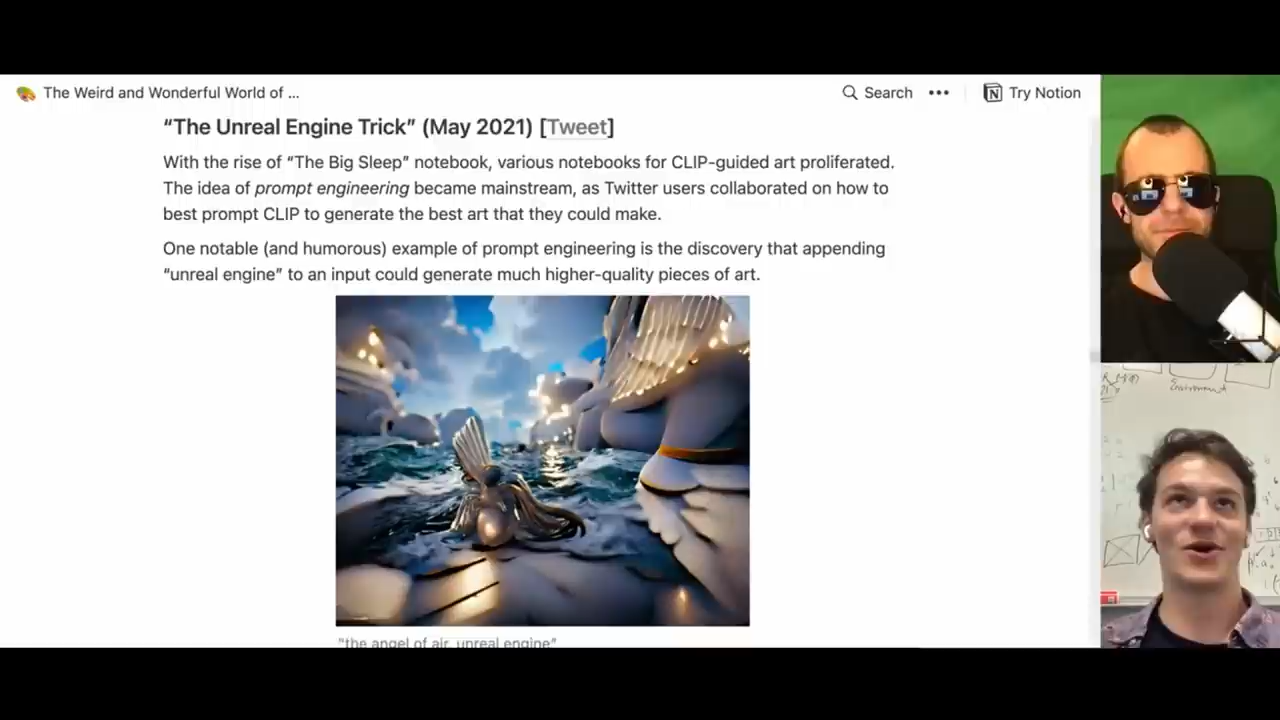 The Weird and Wonderful World of ...
Search
•••
Try Notion
“The Unreal Engine Trick” (May 2021) [Tweet]
With the rise of “The Big Sleep” notebook, various notebooks for CLIP-guided art proliferated.
The idea of prompt engineering became mainstream, as Twitter users collaborated on how to
best prompt CLIP to generate the best art that they could make.
One notable (and humorous) example of prompt engineering is the discovery that appending
“unreal engine” to an input could generate much higher-quality pieces of art.
"the angel of air. unreal engine"
Environment